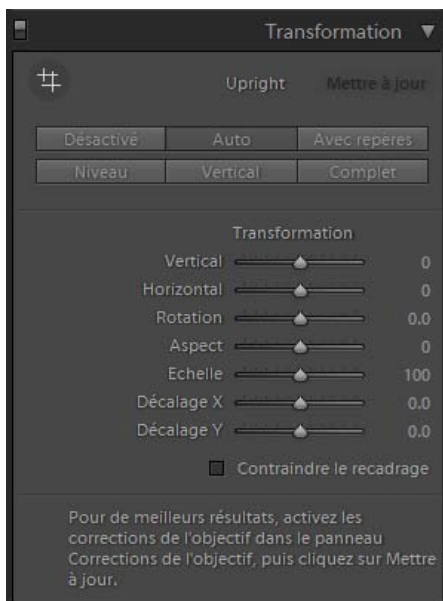 Transformation
Upright Mettre à jour
Désactivé Auto Avec repères
Niveau Vertical Complet
Transformation
Vertical 0
Horizontal 0
Rotation 0.0
Aspect 0
Echelle 100
Décalage X 0.0
Décalage Y 0.0
Contraindre le recadrage
Pour de meilleurs résultats, activez les
corrections de l'objectif dans le panneau
Corrections de l'objectif, puis cliquez sur Mettre
à jour.